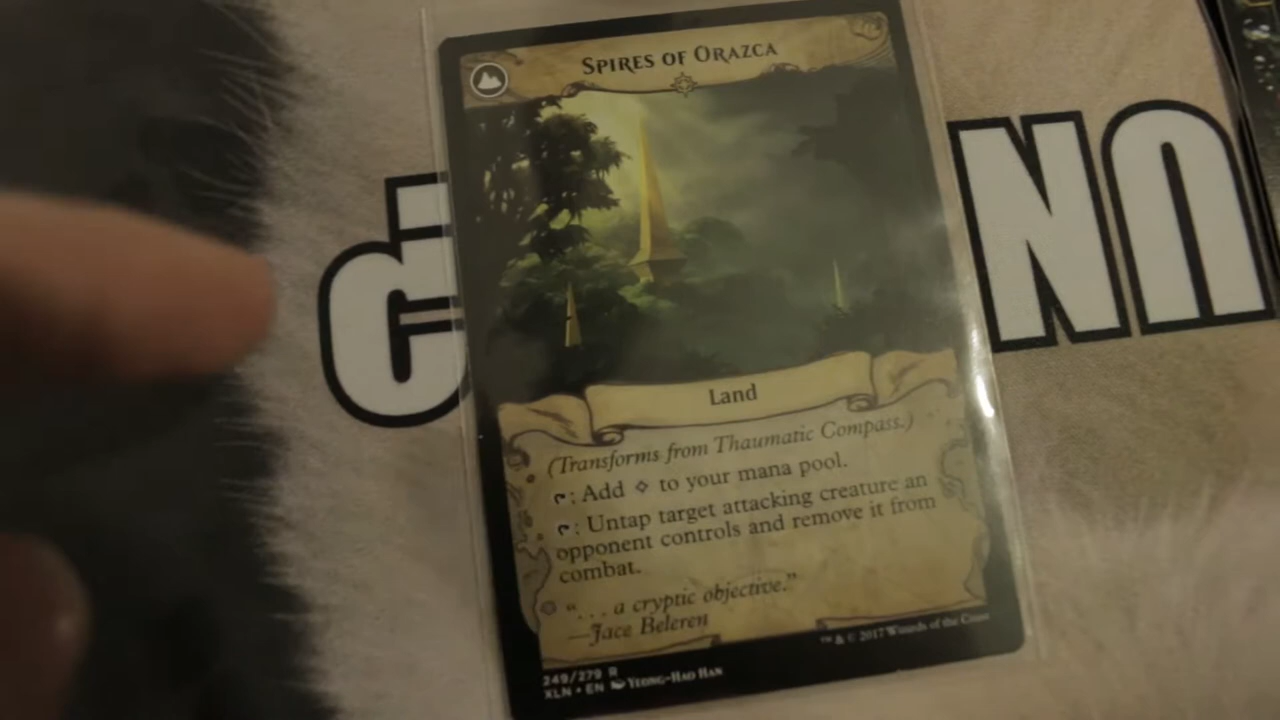 SPIRES OF ORAZCA
UN
Land
(Transforms from Thaumatic Compass.)
: Add to your mana pool.
: Untap target attacking creature an
opponent controls and remove it from
combat.
“. . . a cryptic objective.”
—Jace Beleren
™ & © 2017 Wizards of the Coast
249/279 R
XLN • EN Yeong-Hao Han